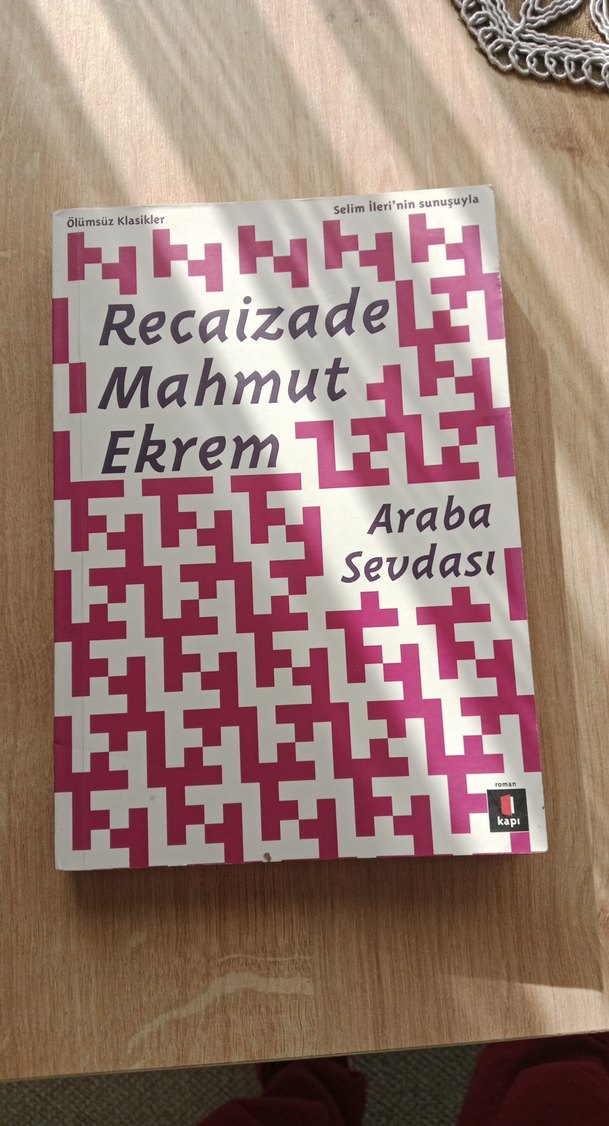 Ölümsüz Klasikler
Selim İleri'nin sunuşuyla
Recaizade
Mahmut
Ekrem
Araba
Sevdası
roman
kapı